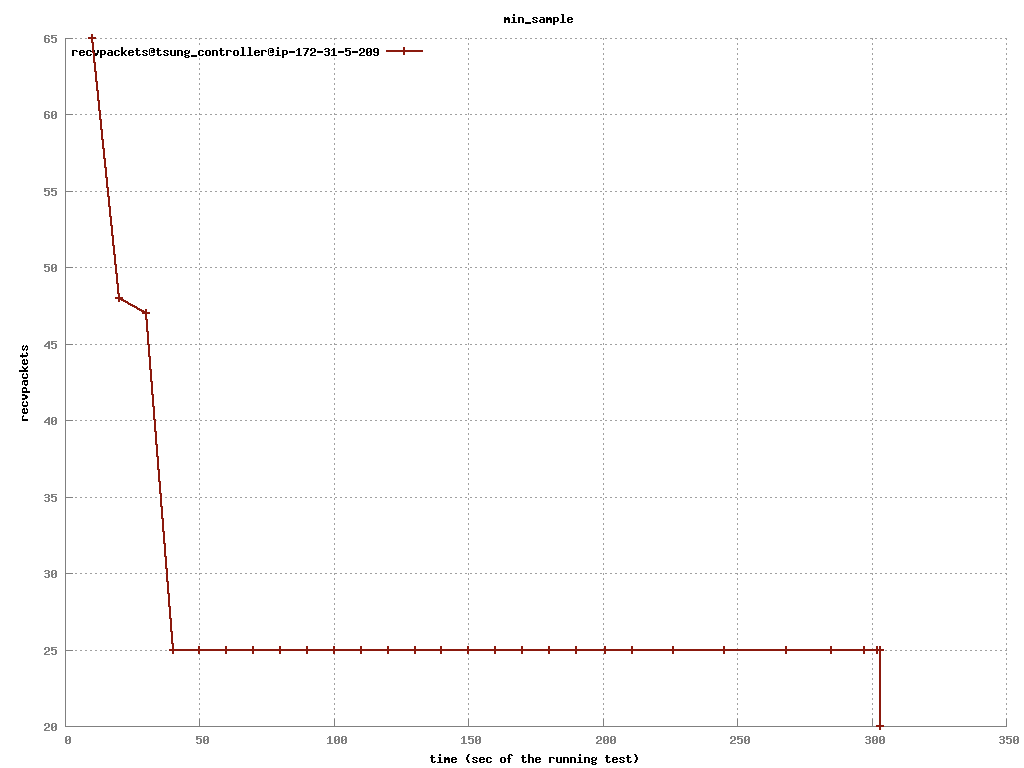 min_sample
recvpackets@tsung_controller@ip-172-31-5-209
65
60
55
50
45
40
35
30
25
20
recvpackets
0 50 100 150 200 250 300 350
time (sec of the running test)